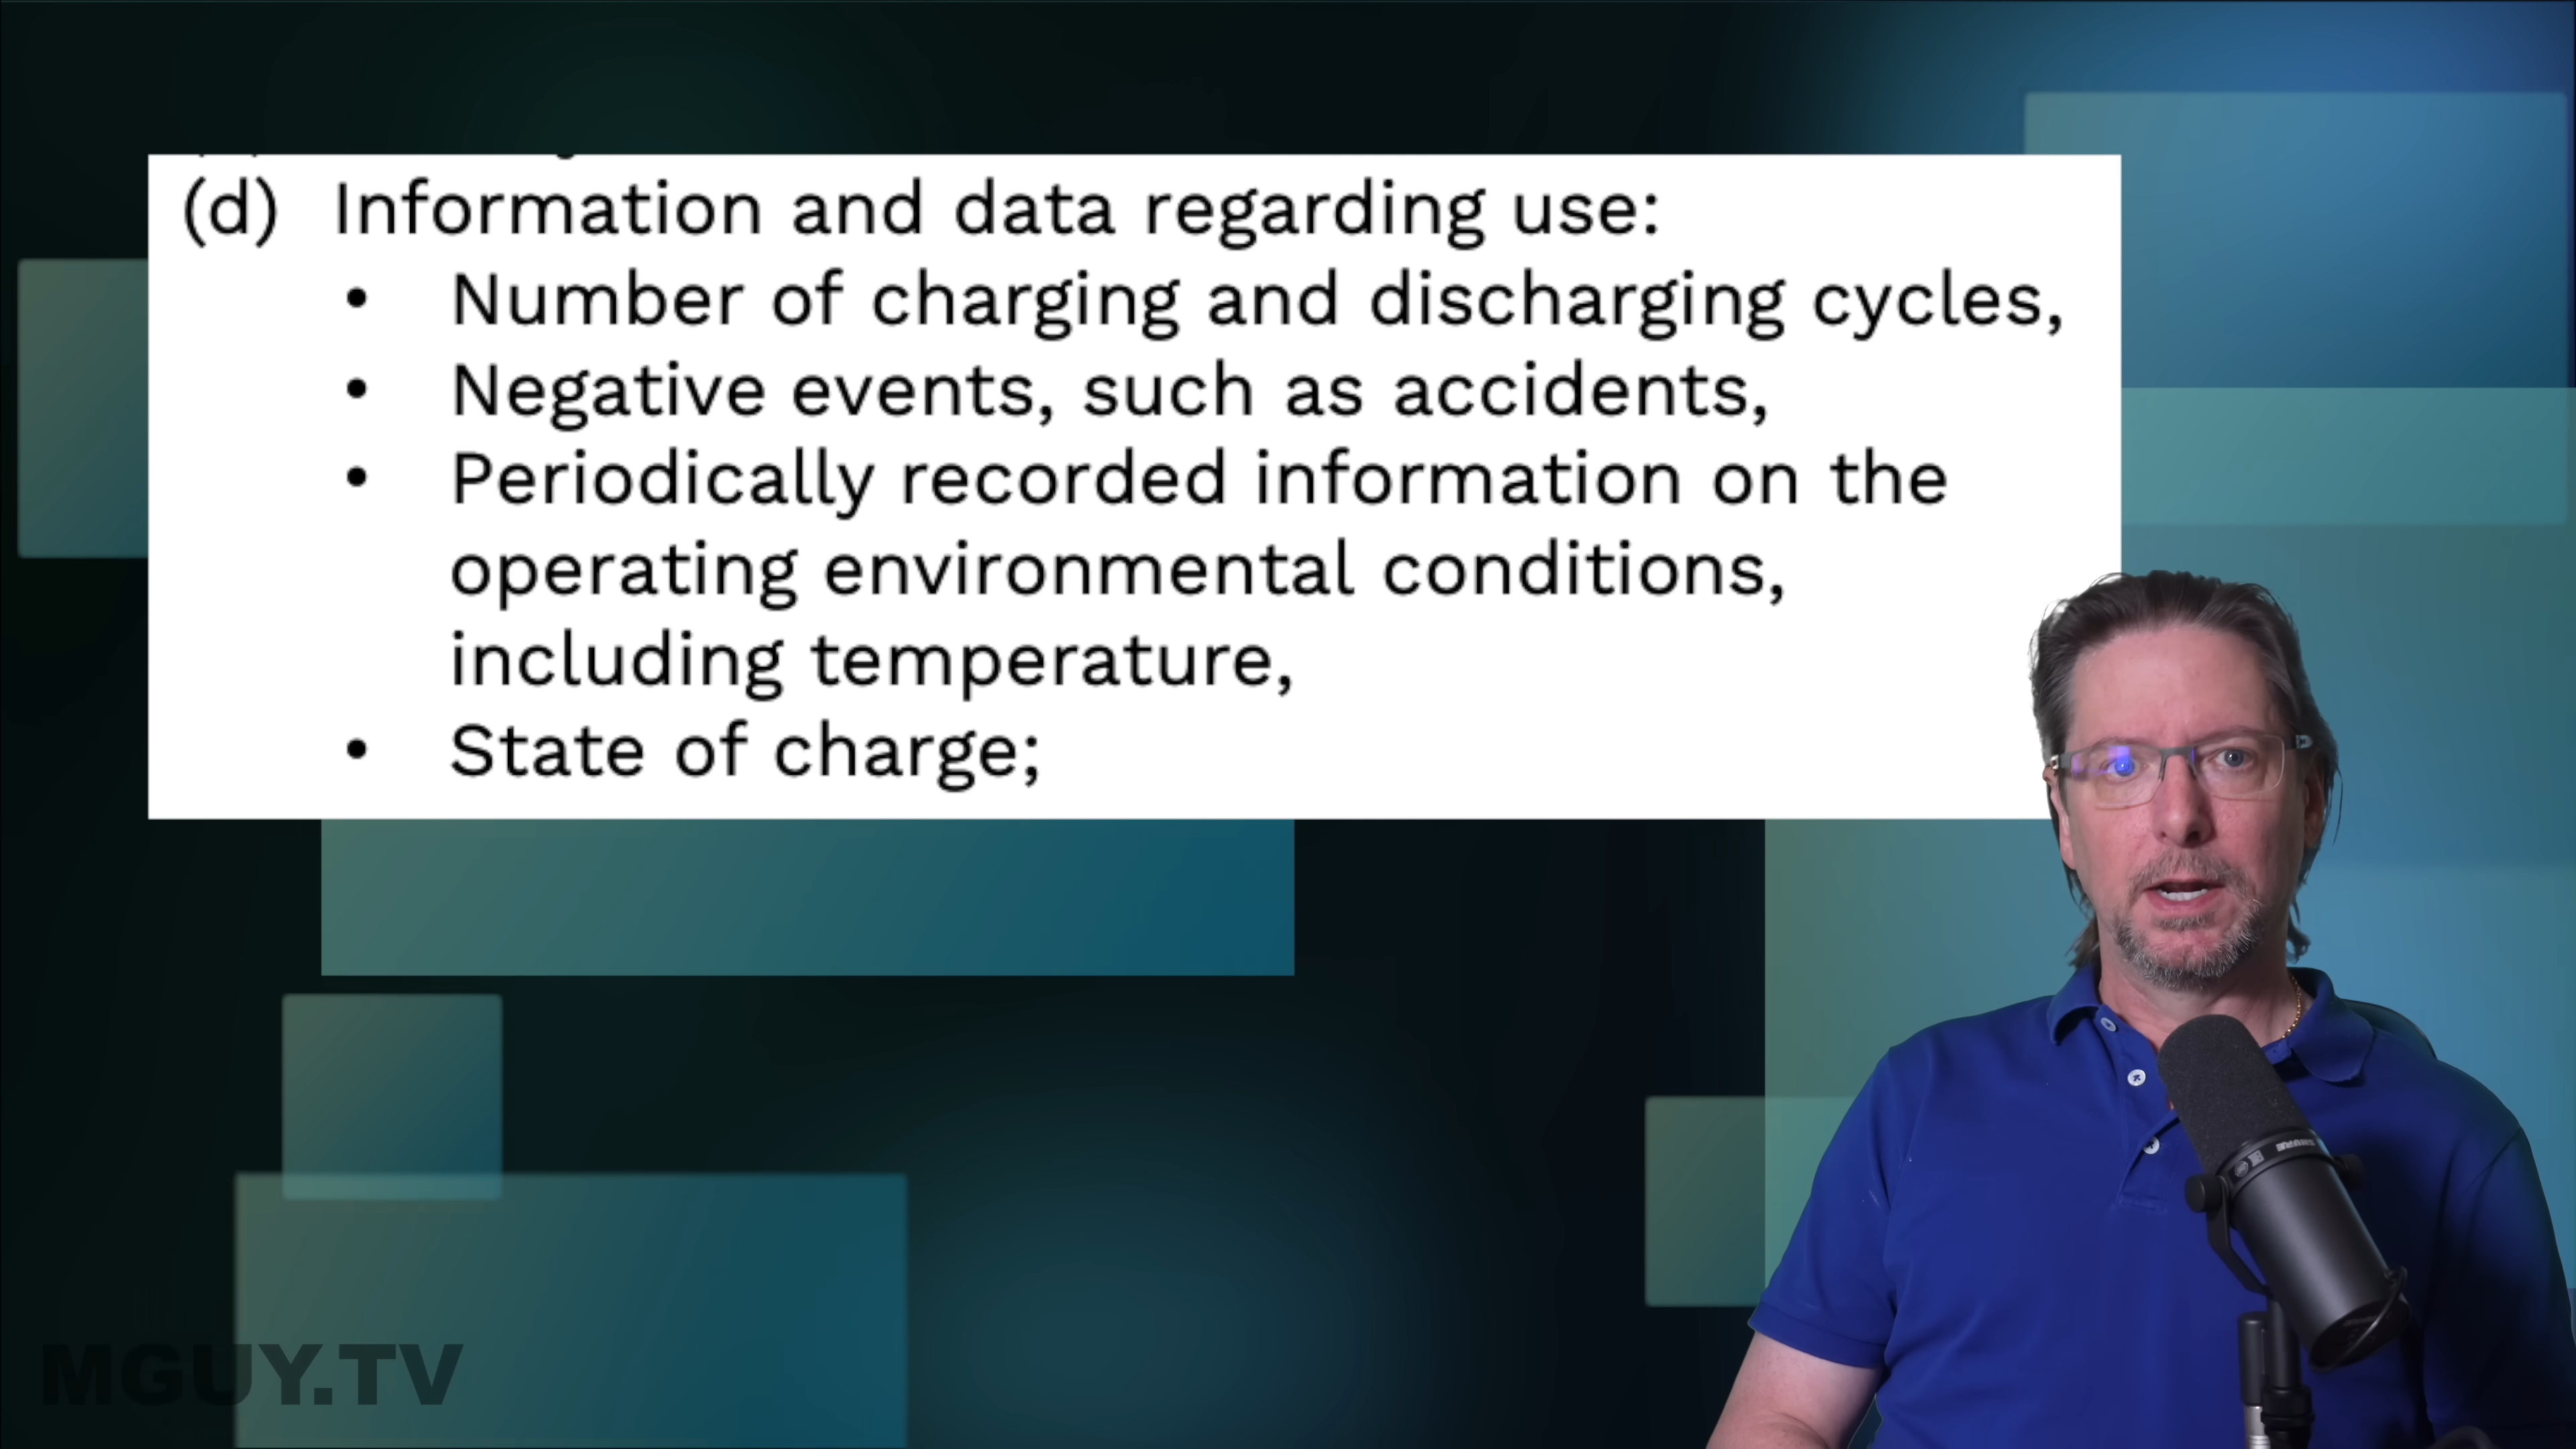 (d) Information and data regarding use:
• Number of charging and discharging cycles,
• Negative events, such as accidents,
• Periodically recorded information on the
operating environmental conditions,
including temperature,
• State of charge;
MGUY.TV